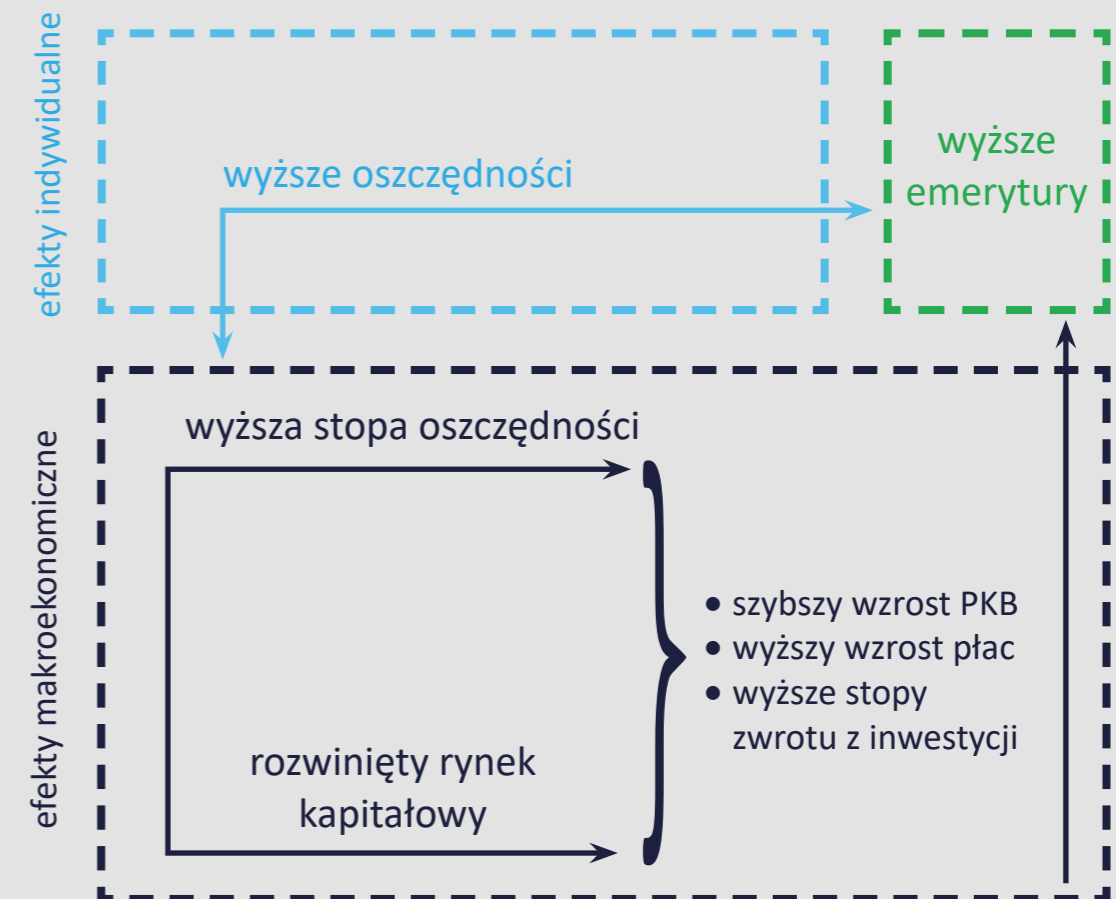 efekty indywidualne
wyższe oszczędności
wyższe
emerytury
efekty makroekonomiczne
wyższa stopa oszczędności
• szybszy wzrost PKB
• wyższy wzrost płac
• wyższe stopy
zwrotu z inwestycji
rozwinięty rynek
kapitałowy